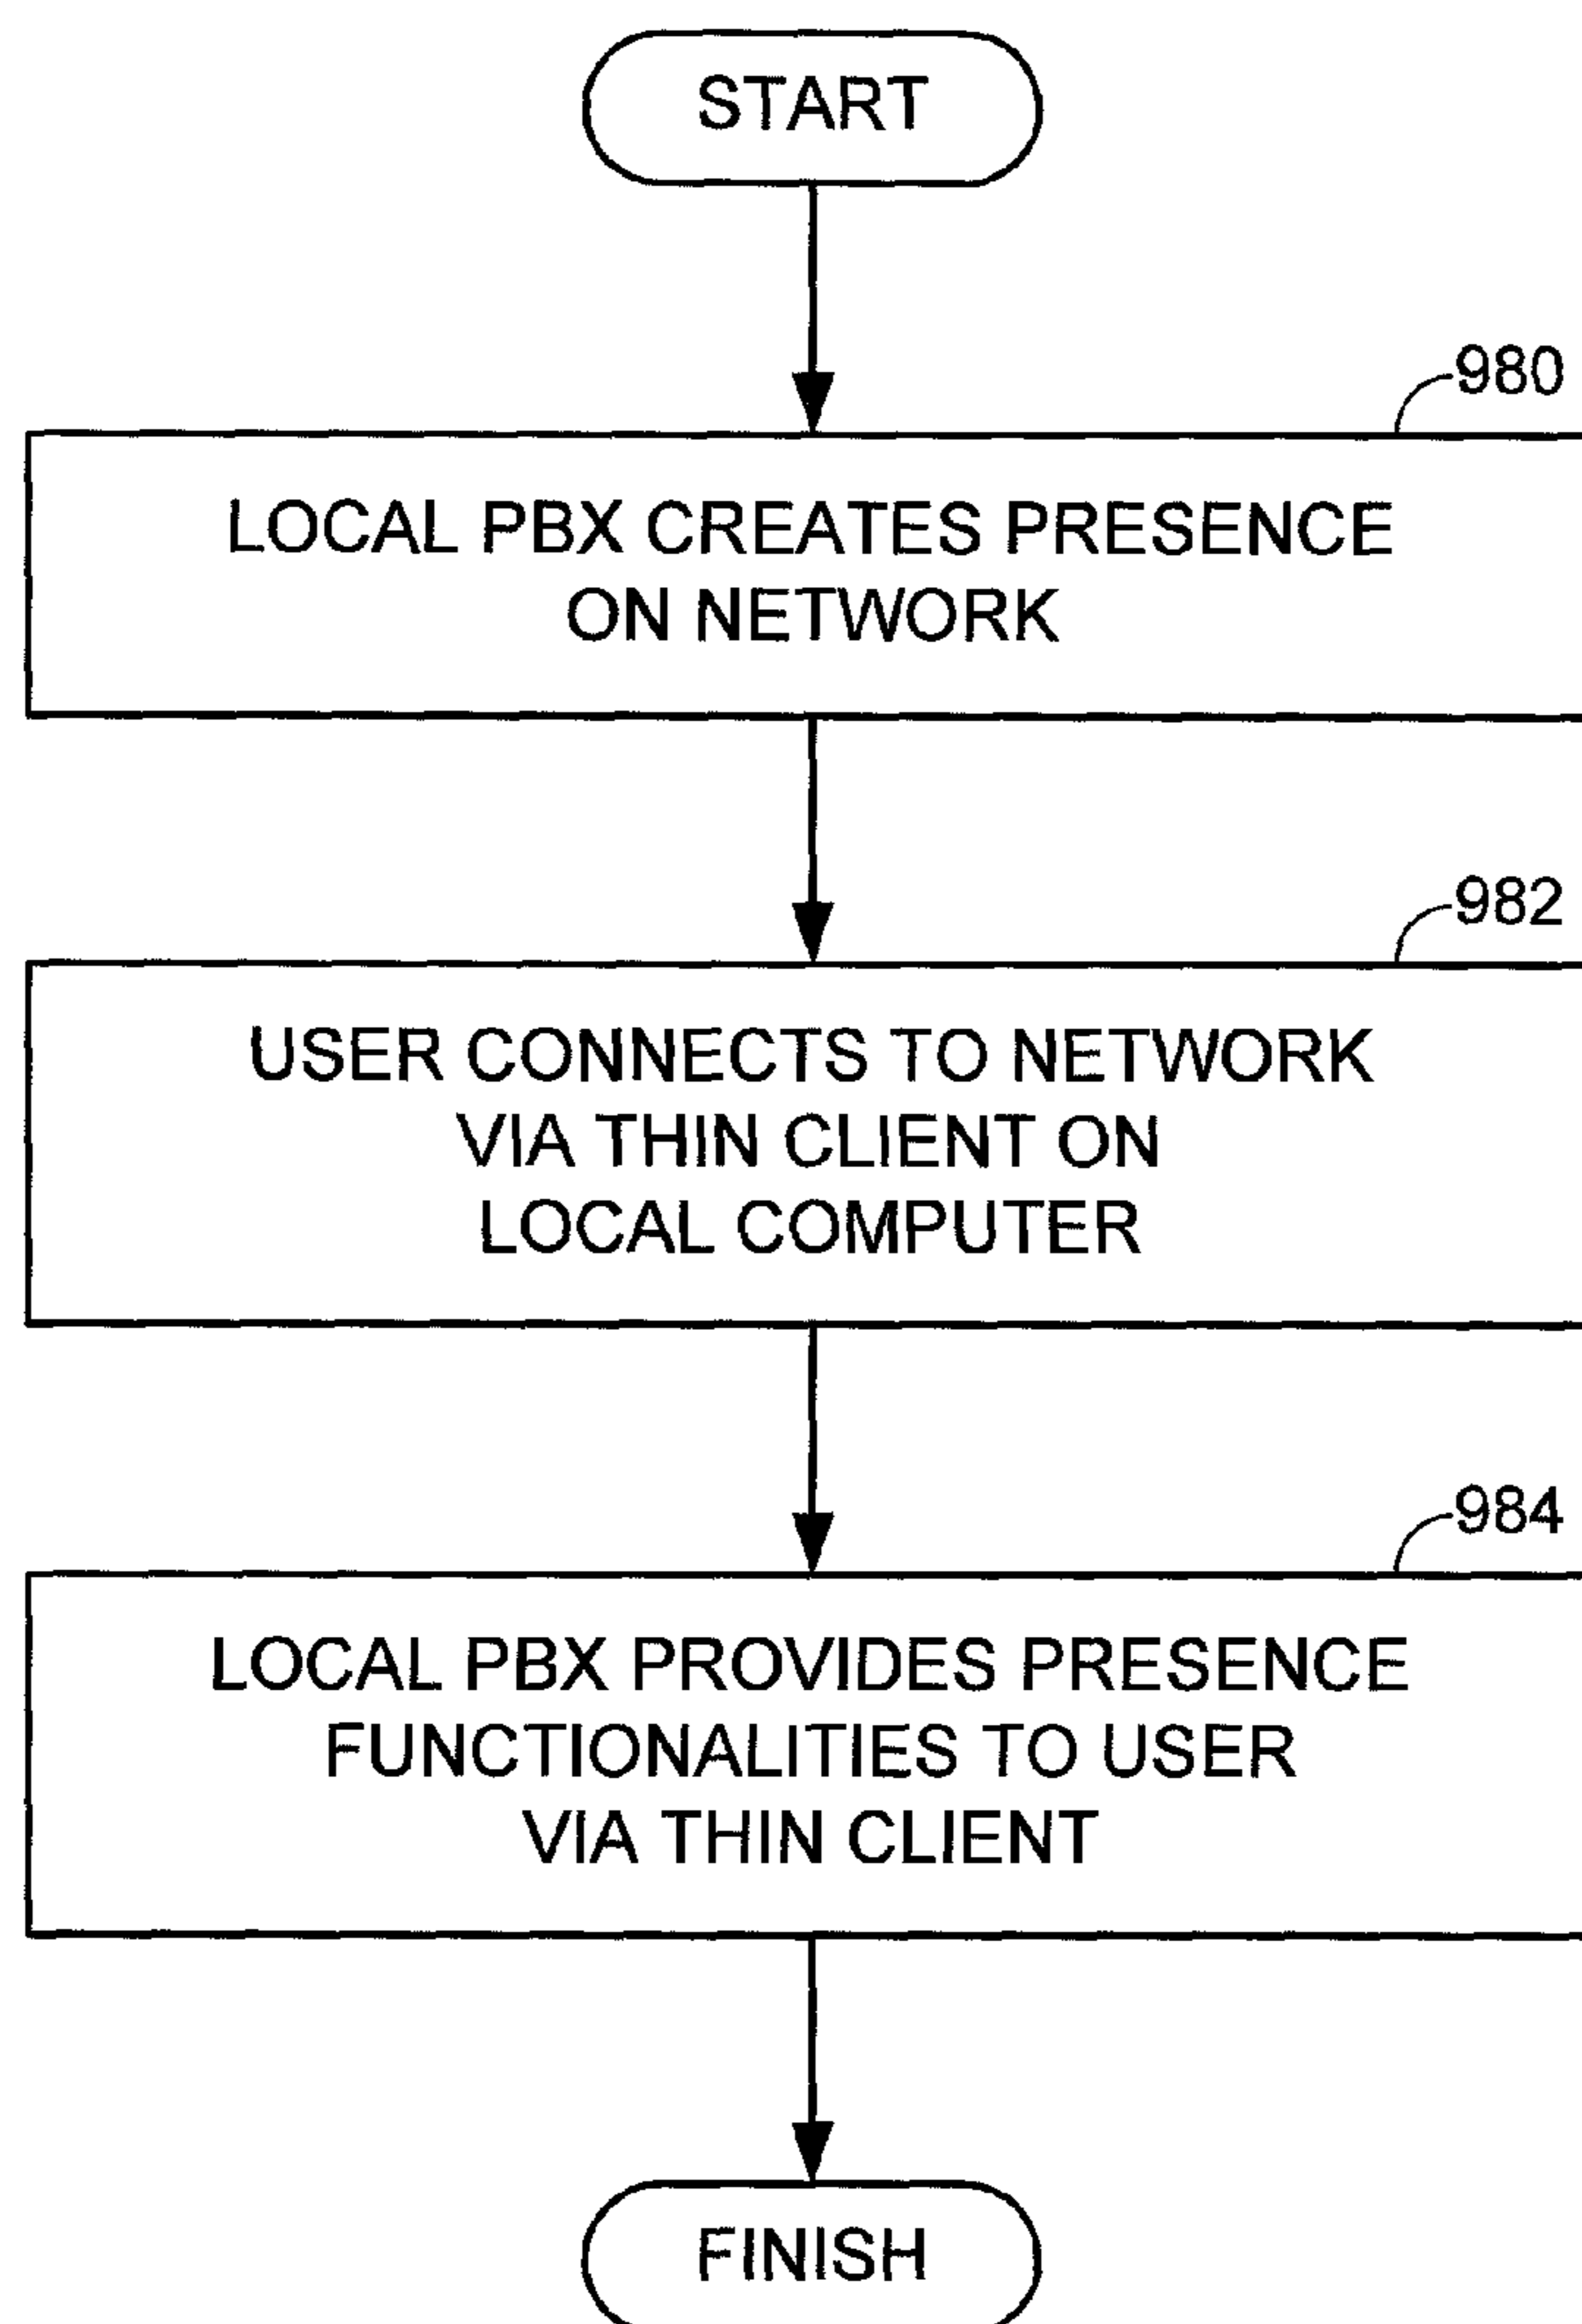 START
980
LOCAL PBX CREATES PRESENCE
ON NETWORK
982
USER CONNECTS TO NETWORK
VIA THIN CLIENT ON
LOCAL COMPUTER
984
LOCAL PBX PROVIDES PRESENCE
FUNCTIONALITIES TO USER
VIA THIN CLIENT
FINISH